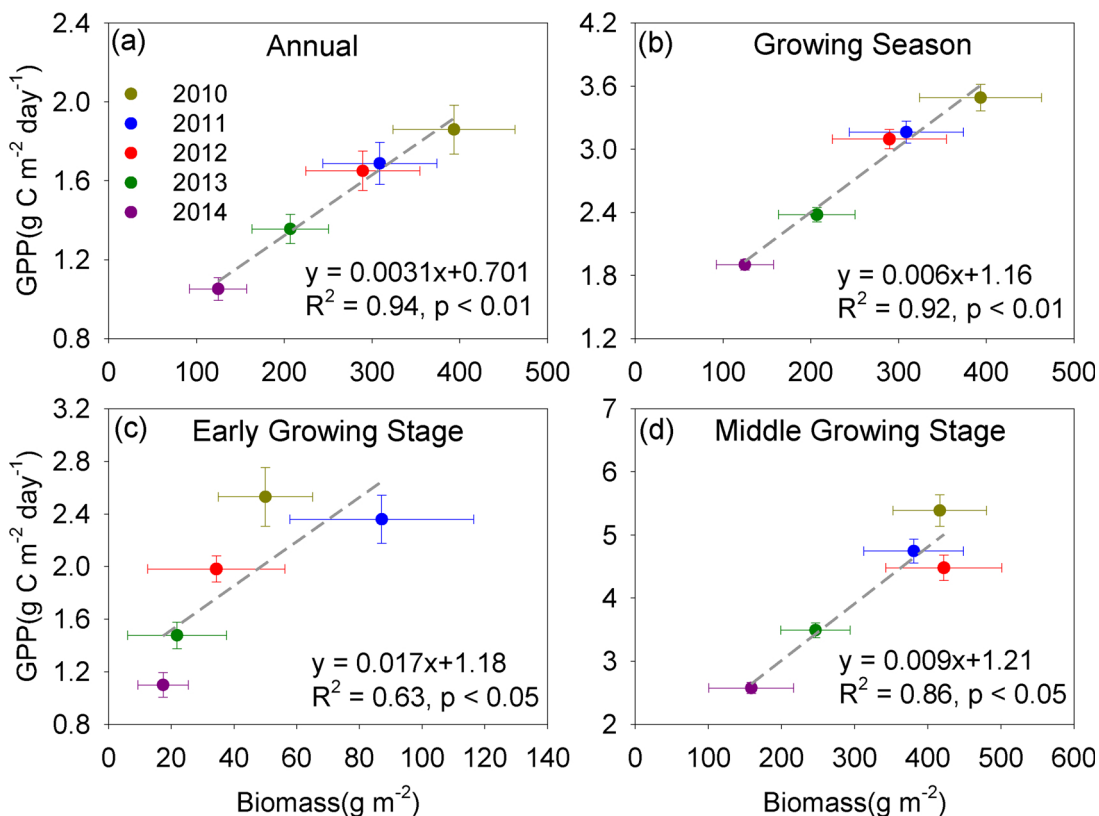 (a) Annual
GPP(g C m⁻² day⁻¹)
2.4
2.0
1.6
1.2
0.8
2010
2011
2012
2013
2014
y = 0.0031x+0.701
R² = 0.94, p < 0.01
0 100 200 300 400 500
(b) Growing Season
4.2
3.6
3.0
2.4
1.8
1.2
y = 0.006x+1.16
R² = 0.92, p < 0.01
0 100 200 300 400 500
(c) Early Growing Stage
GPP(g C m⁻² day⁻¹)
3.2
2.8
2.4
2.0
1.6
1.2
0.8
y = 0.017x+1.18
R² = 0.63, p < 0.05
0 20 40 60 80 100 120 140
Biomass(g m⁻²)
(d) Middle Growing Stage
7
6
5
4
3
2
y = 0.009x+1.21
R² = 0.86, p < 0.05
0 100 200 300 400 500 600
Biomass(g m⁻²)